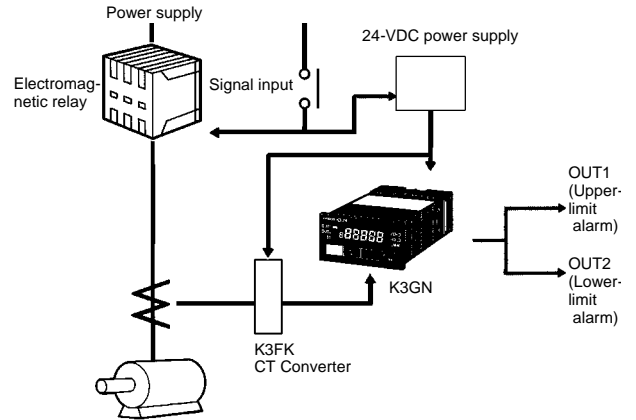 Power supply
24-VDC power supply
Electromag-
netic relay
Signal input
OUT1
(Upper-
limit
alarm)
OUT2
(Lower-
limit
alarm)
K3GN
K3FK
CT Converter